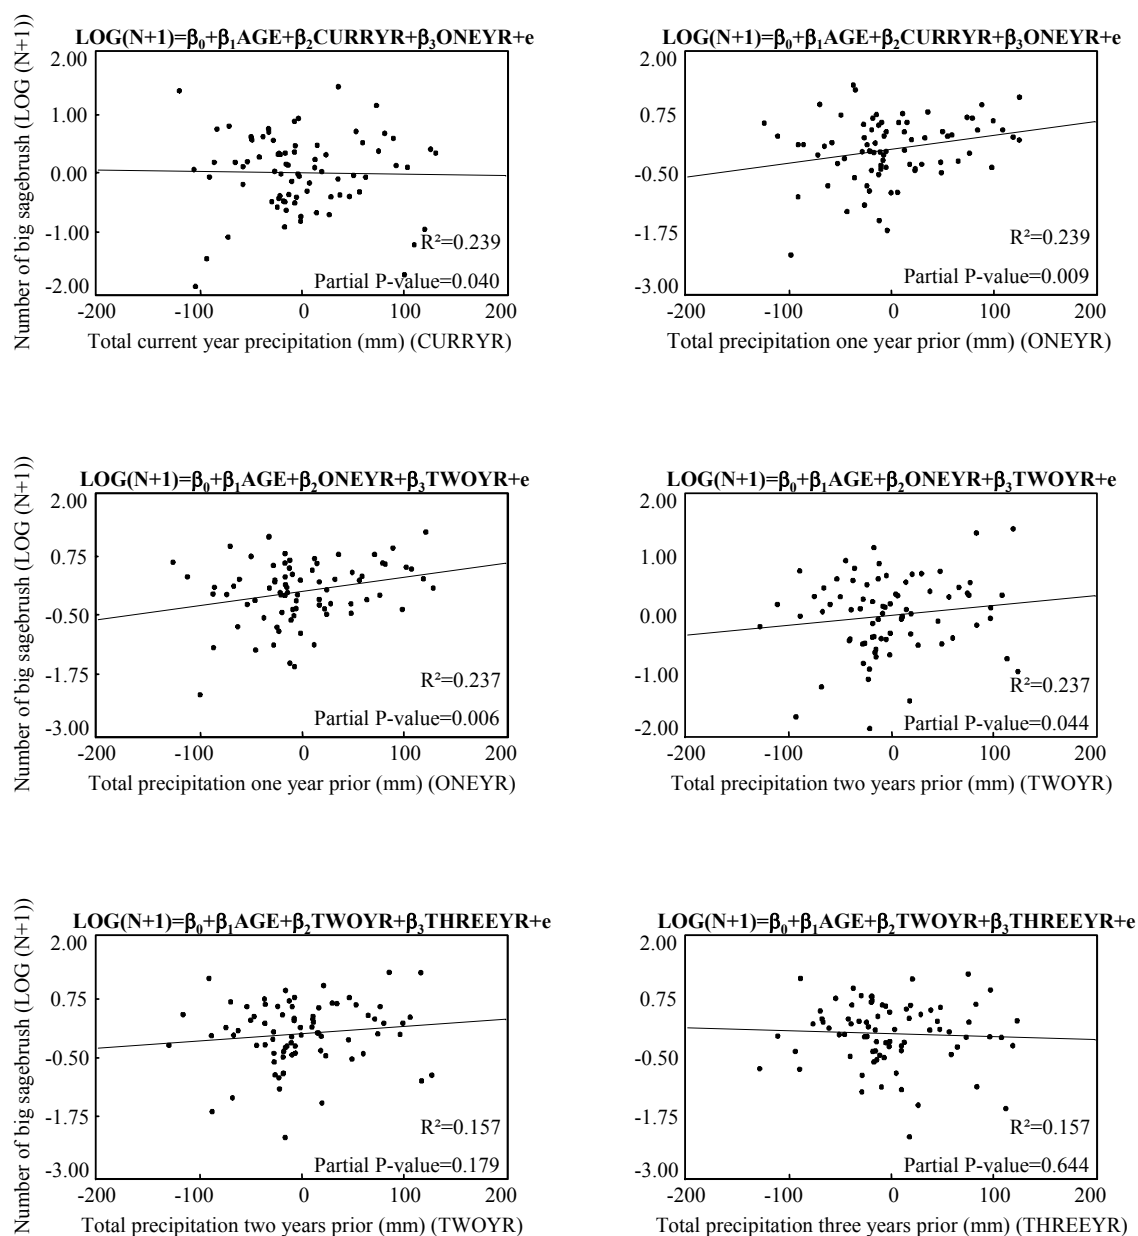 LOG(N+1)=β₀+β₁AGE+β₂CURRYR+β₃ONEYR+e
Number of big sagebrush (LOG (N+1))
2.00
1.00
0.00
-1.00
-2.00
R²=0.239
Partial P-value=0.040
-200 -100 0 100 200
Total current year precipitation (mm) (CURRYR)
LOG(N+1)=β₀+β₁AGE+β₂CURRYR+β₃ONEYR+e
2.00
0.75
-0.50
-1.75
-3.00
R²=0.239
Partial P-value=0.009
-200 -100 0 100 200
Total precipitation one year prior (mm) (ONEYR)
LOG(N+1)=β₀+β₁AGE+β₂ONEYR+β₃TWOYR+e
Number of big sagebrush (LOG (N+1))
2.00
0.75
-0.50
-1.75
-3.00
R²=0.237
Partial P-value=0.006
-200 -100 0 100 200
Total precipitation one year prior (mm) (ONEYR)
LOG(N+1)=β₀+β₁AGE+β₂ONEYR+β₃TWOYR+e
2.00
1.00
0.00
-1.00
-2.00
R²=0.237
Partial P-value=0.044
-200 -100 0 100 200
Total precipitation two years prior (mm) (TWOYR)
LOG(N+1)=β₀+β₁AGE+β₂TWOYR+β₃THREEYR+e
Number of big sagebrush (LOG (N+1))
2.00
0.75
-0.50
-1.75
-3.00
R²=0.157
Partial P-value=0.179
-200 -100 0 100 200
Total precipitation two years prior (mm) (TWOYR)
LOG(N+1)=β₀+β₁AGE+β₂TWOYR+β₃THREEYR+e
2.00
0.75
-0.50
-1.75
-3.00
R²=0.157
Partial P-value=0.644
-200 -100 0 100 200
Total precipitation three years prior (mm) (THREEYR)